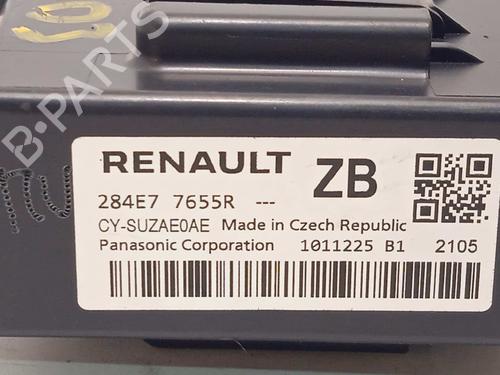 RENAULT
ZB
284E7 7655R ---
CY-SUZAE0AE Made in Czech Republic
Panasonic Corporation 1011225 B1 2105
B-PARTS